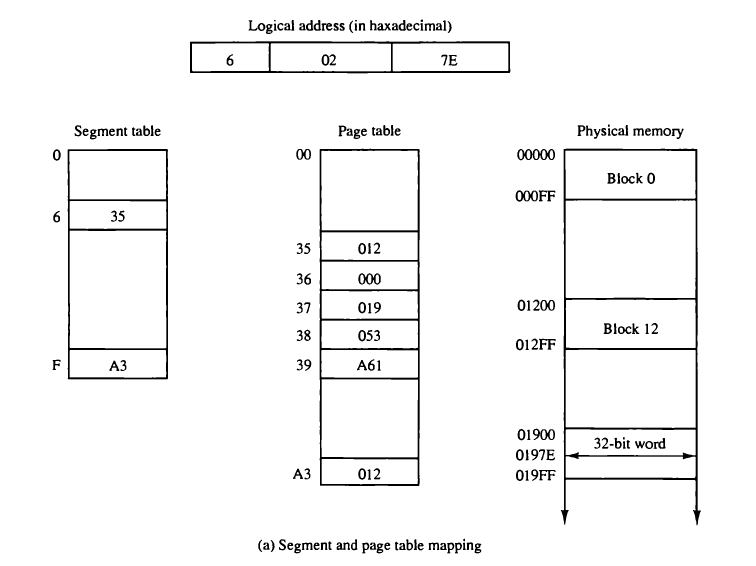 Logical address (in haxadecimal)
6 02 7E
Segment table
0
6 35
F A3
Page table
00
35 012
36 000
37 019
38 053
39 A61
A3 012
Physical memory
00000
Block 0
000FF
01200
Block 12
012FF
01900
32-bit word
0197E
019FF
(a) Segment and page table mapping